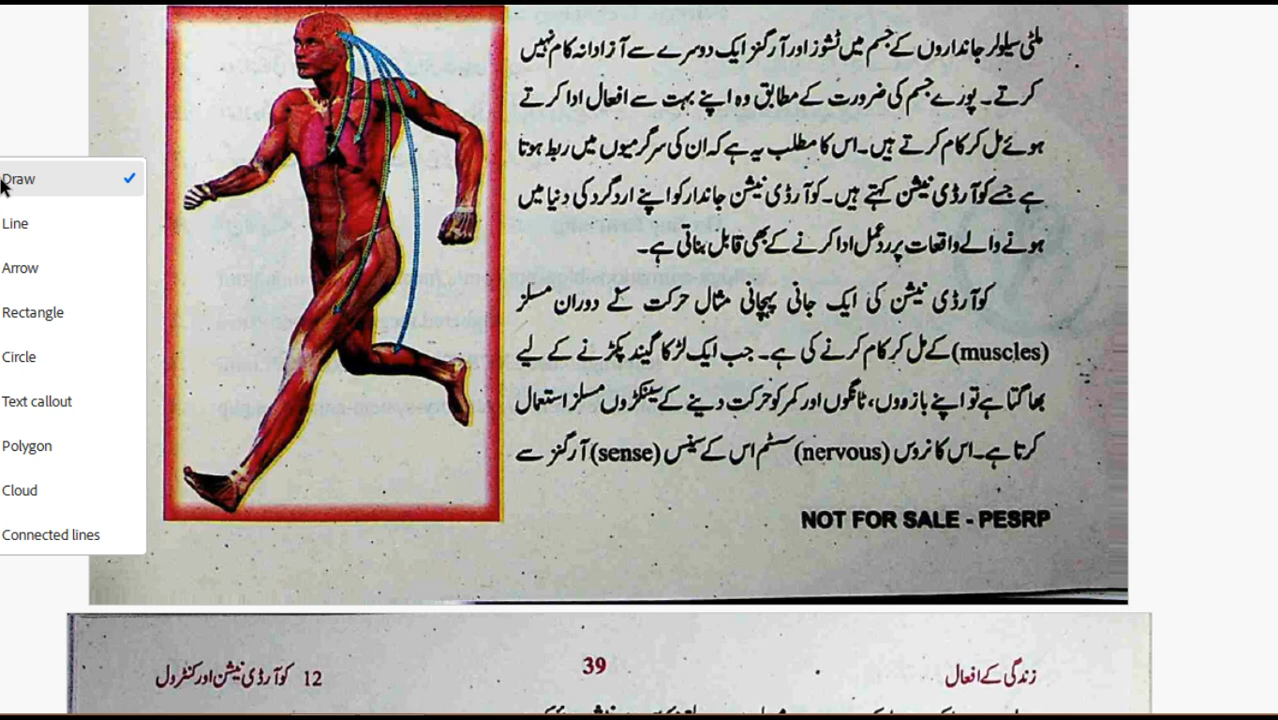 Draw
Line
Arrow
Rectangle
Circle
Text callout
Polygon
Cloud
Connected lines
ملٹی سیلولر جانداروں کے جسم میں ٹشوز اور آرگنز ایک دوسرے سے آزادانہ کام نہیں
کرتے۔ پورے جسم کی ضرورت کے مطابق وہ اپنے بہت سے افعال ادا کرتے
ہوئے مل کر کام کرتے ہیں۔ اس کا مطلب یہ ہے کہ ان کی سرگرمیوں میں ربط ہوتا
ہے جسے کوآرڈی نیشن کہتے ہیں۔ کوآرڈی نیشن جاندار کو اپنے اردگرد کی دنیا میں
ہونے والے واقعات پر ردعمل ادا کرنے کے بھی قابل بناتی ہے۔
کوآرڈی نیشن کی ایک جانی پہچانی مثال حرکت کے دوران مسلز
(muscles) کے مل کر کام کرنے کی ہے۔ جب ایک لڑکا گیند پکڑنے کے لیے
بھاگتا ہے تو اپنے بازووں، ٹانگوں اور کمر کو حرکت دینے کے سینکڑوں مسلز استعمال
کرتا ہے۔ اس کا نروس (nervous) سسٹم اس کے سینس (sense) آرگنز سے
NOT FOR SALE - PESRP
زندگی کے افعال
39
12 کوآرڈی نیشن اور کنٹرول